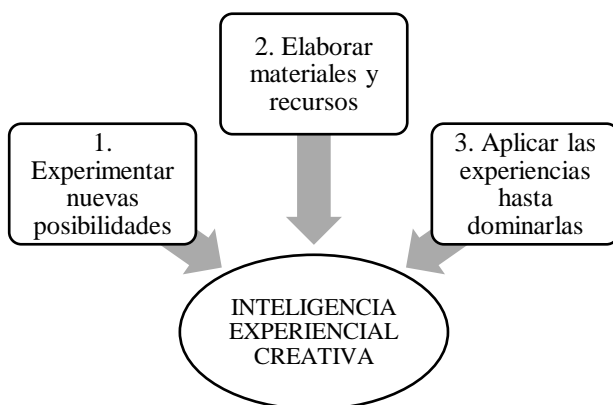 1.
Experimentar
nuevas
posibilidades
2. Elaborar
materiales y
recursos
3. Aplicar las
experiencias
hasta
dominarlas
INTELIGENCIA
EXPERIENCIAL
CREATIVA